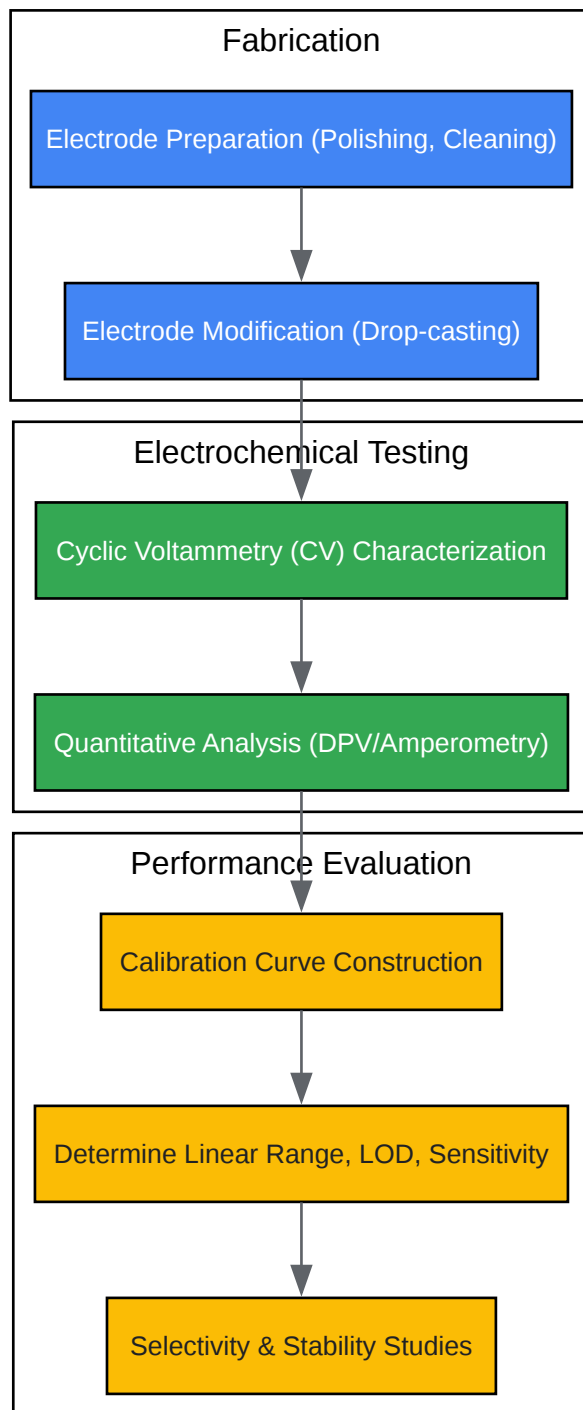 Fabrication
Electrode Preparation (Polishing, Cleaning)
Electrode Modification (Drop-casting)
Electrochemical Testing
Cyclic Voltammetry (CV) Characterization
Quantitative Analysis (DPV/Amperometry)
Performance Evaluation
Calibration Curve Construction
Determine Linear Range, LOD, Sensitivity
Selectivity & Stability Studies